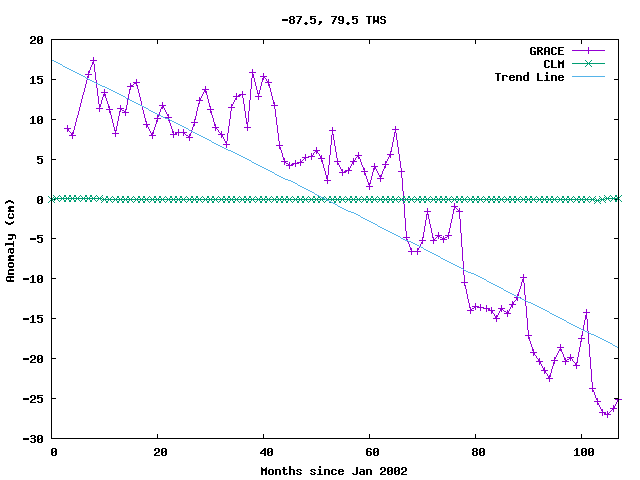 -87.5, 79.5 TWS
GRACE
CLM
Trend Line
20
15
10
5
0
-5
-10
-15
-20
-25
-30
Anomaly (cm)
0 20 40 60 80 100
Months since Jan 2002